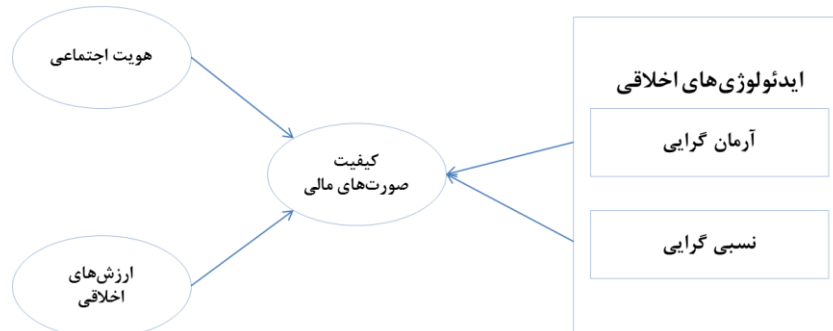 هویت اجتماعی
ایدئولوژی‌های اخلاقی
آرمان گرایی
کیفیت
صورت‌های مالی
نسبی گرایی
ارزش‌های
اخلاقی